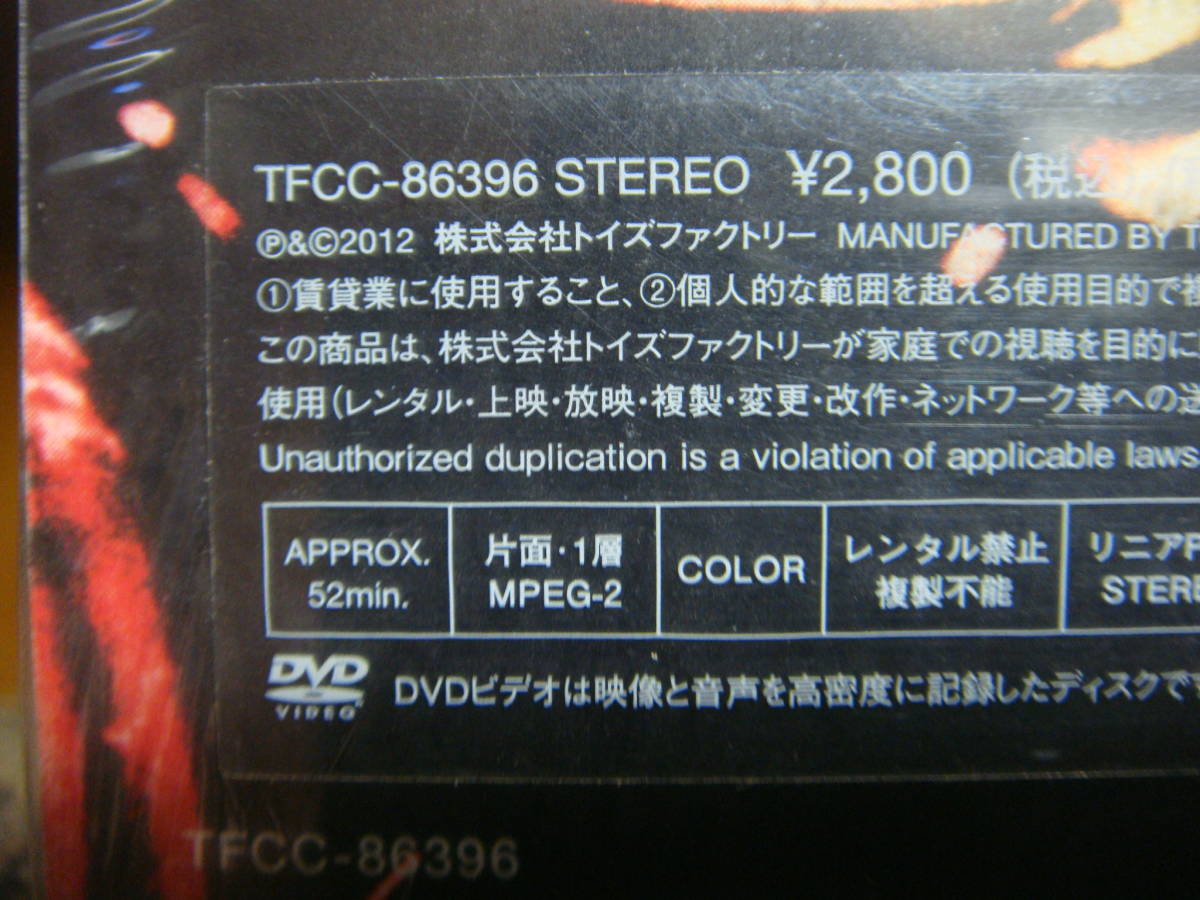 TFCC-86396 STEREO ¥2,800 (税込)
Ⓟ&©2012 株式会社トイズファクトリー MANUFACTURED BY T
①賃貸業に使用すること、②個人的な範囲を超える使用目的で複
この商品は、株式会社トイズファクトリーが家庭での視聴を目的に
使用(レンタル・上映・放映・複製・変更・改作・ネットワーク等への送
Unauthorized duplication is a violation of applicable laws.
APPROX. 52min.
片面・1層 MPEG-2
COLOR
レンタル禁止 複製不能
リニアP STERE
DVD VIDEO
DVDビデオは映像と音声を高密度に記録したディスクで
TFCC-86396